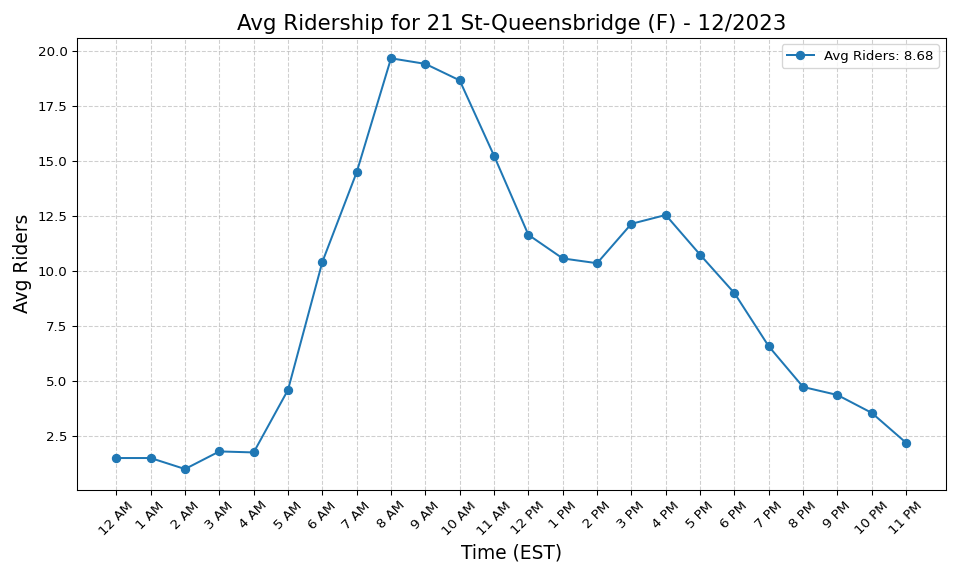 Avg Ridership for 21 St-Queensbridge (F) - 12/2023
Avg Riders: 8.68
20.0
17.5
15.0
12.5
10.0
7.5
5.0
2.5
Avg Riders
12 AM
1 AM
2 AM
3 AM
4 AM
5 AM
6 AM
7 AM
8 AM
9 AM
10 AM
11 AM
12 PM
1 PM
2 PM
3 PM
4 PM
5 PM
6 PM
7 PM
8 PM
9 PM
10 PM
11 PM
Time (EST)